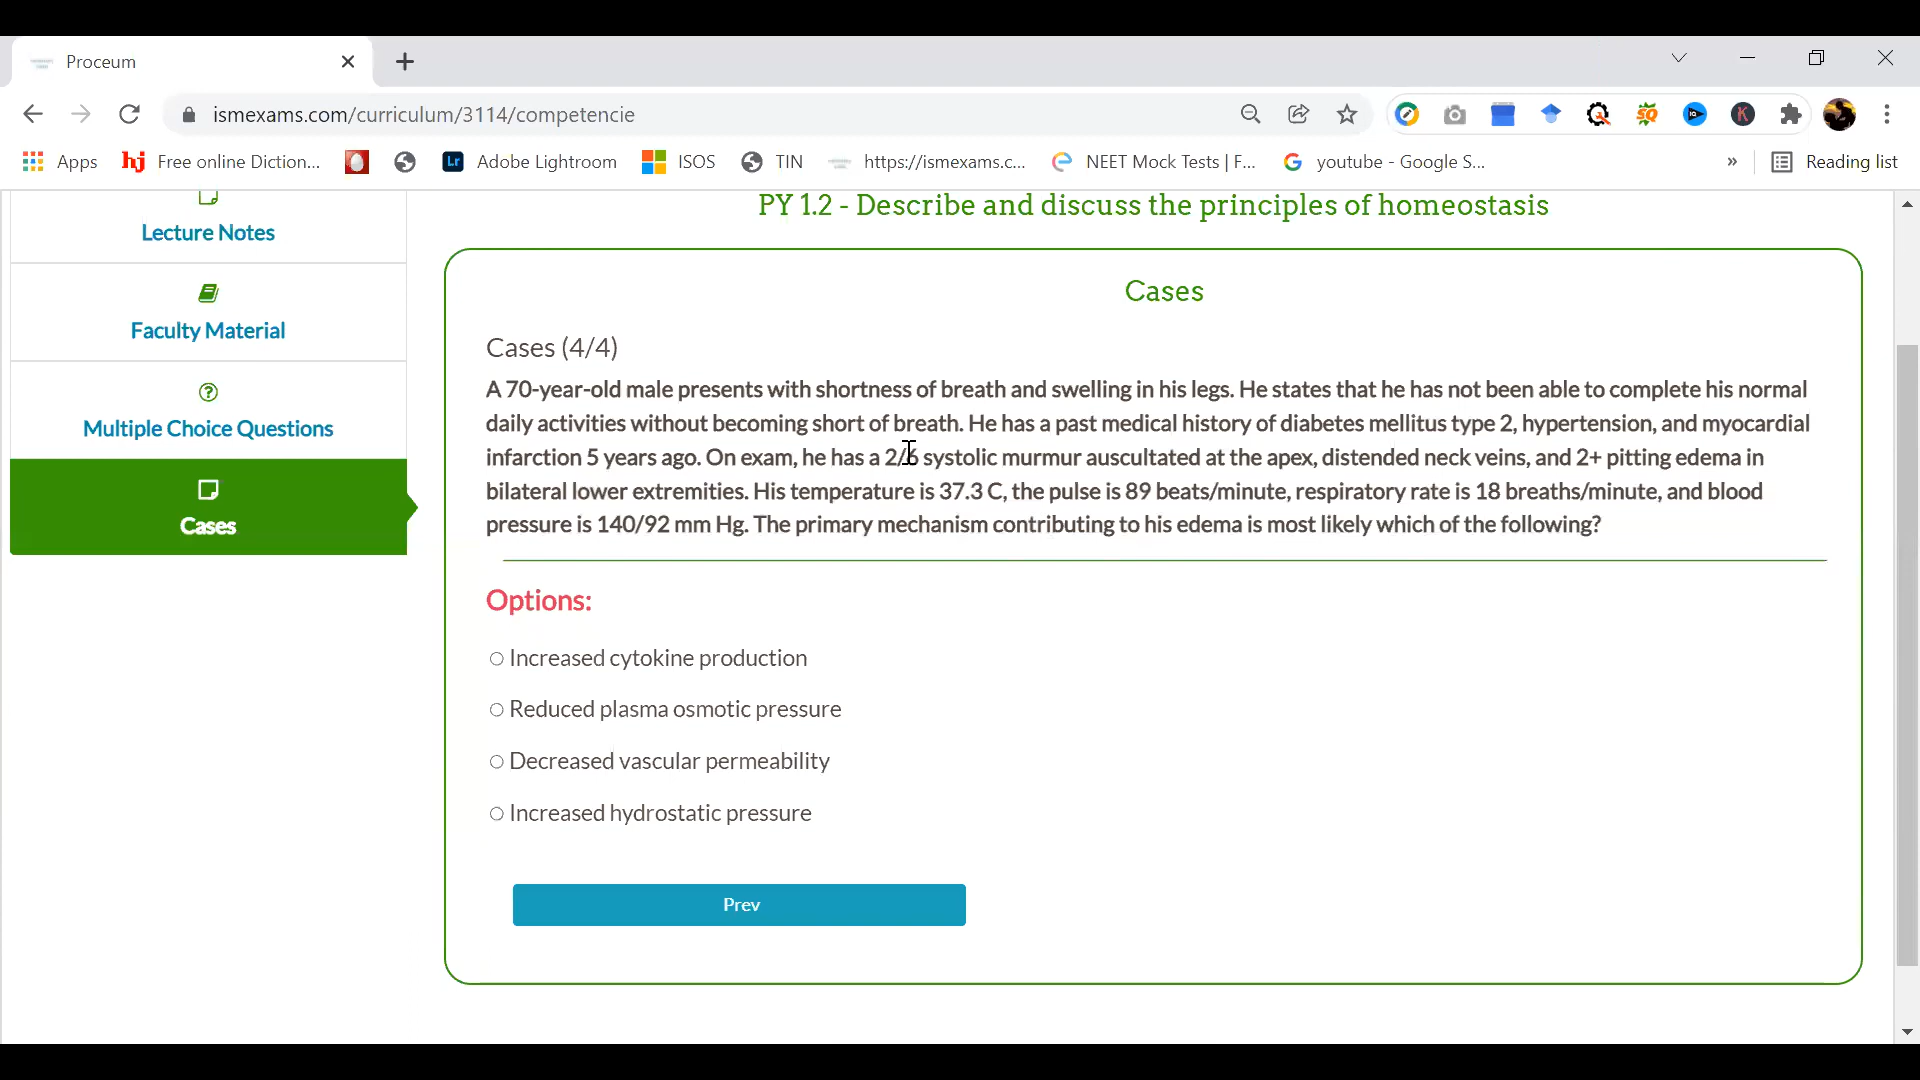 Proceum
ismexams.com/curriculum/3114/competencie
Apps
Free online Diction...
Lr
Adobe Lightroom
ISOS
TIN
https://ismexams.c...
NEET Mock Tests | F...
youtube - Google S...
»
Reading list
Lecture Notes
Faculty Material
Multiple Choice Questions
Cases
PY 1.2 - Describe and discuss the principles of homeostasis
Cases
Cases (4/4)
A 70-year-old male presents with shortness of breath and swelling in his legs. He states that he has not been able to complete his normal
daily activities without becoming short of breath. He has a past medical history of diabetes mellitus type 2, hypertension, and myocardial
infarction 5 years ago. On exam, he has a 2/6 systolic murmur auscultated at the apex, distended neck veins, and 2+ pitting edema in
bilateral lower extremities. His temperature is 37.3 C, the pulse is 89 beats/minute, respiratory rate is 18 breaths/minute, and blood
pressure is 140/92 mm Hg. The primary mechanism contributing to his edema is most likely which of the following?
Options:
Increased cytokine production
Reduced plasma osmotic pressure
Decreased vascular permeability
Increased hydrostatic pressure
Prev